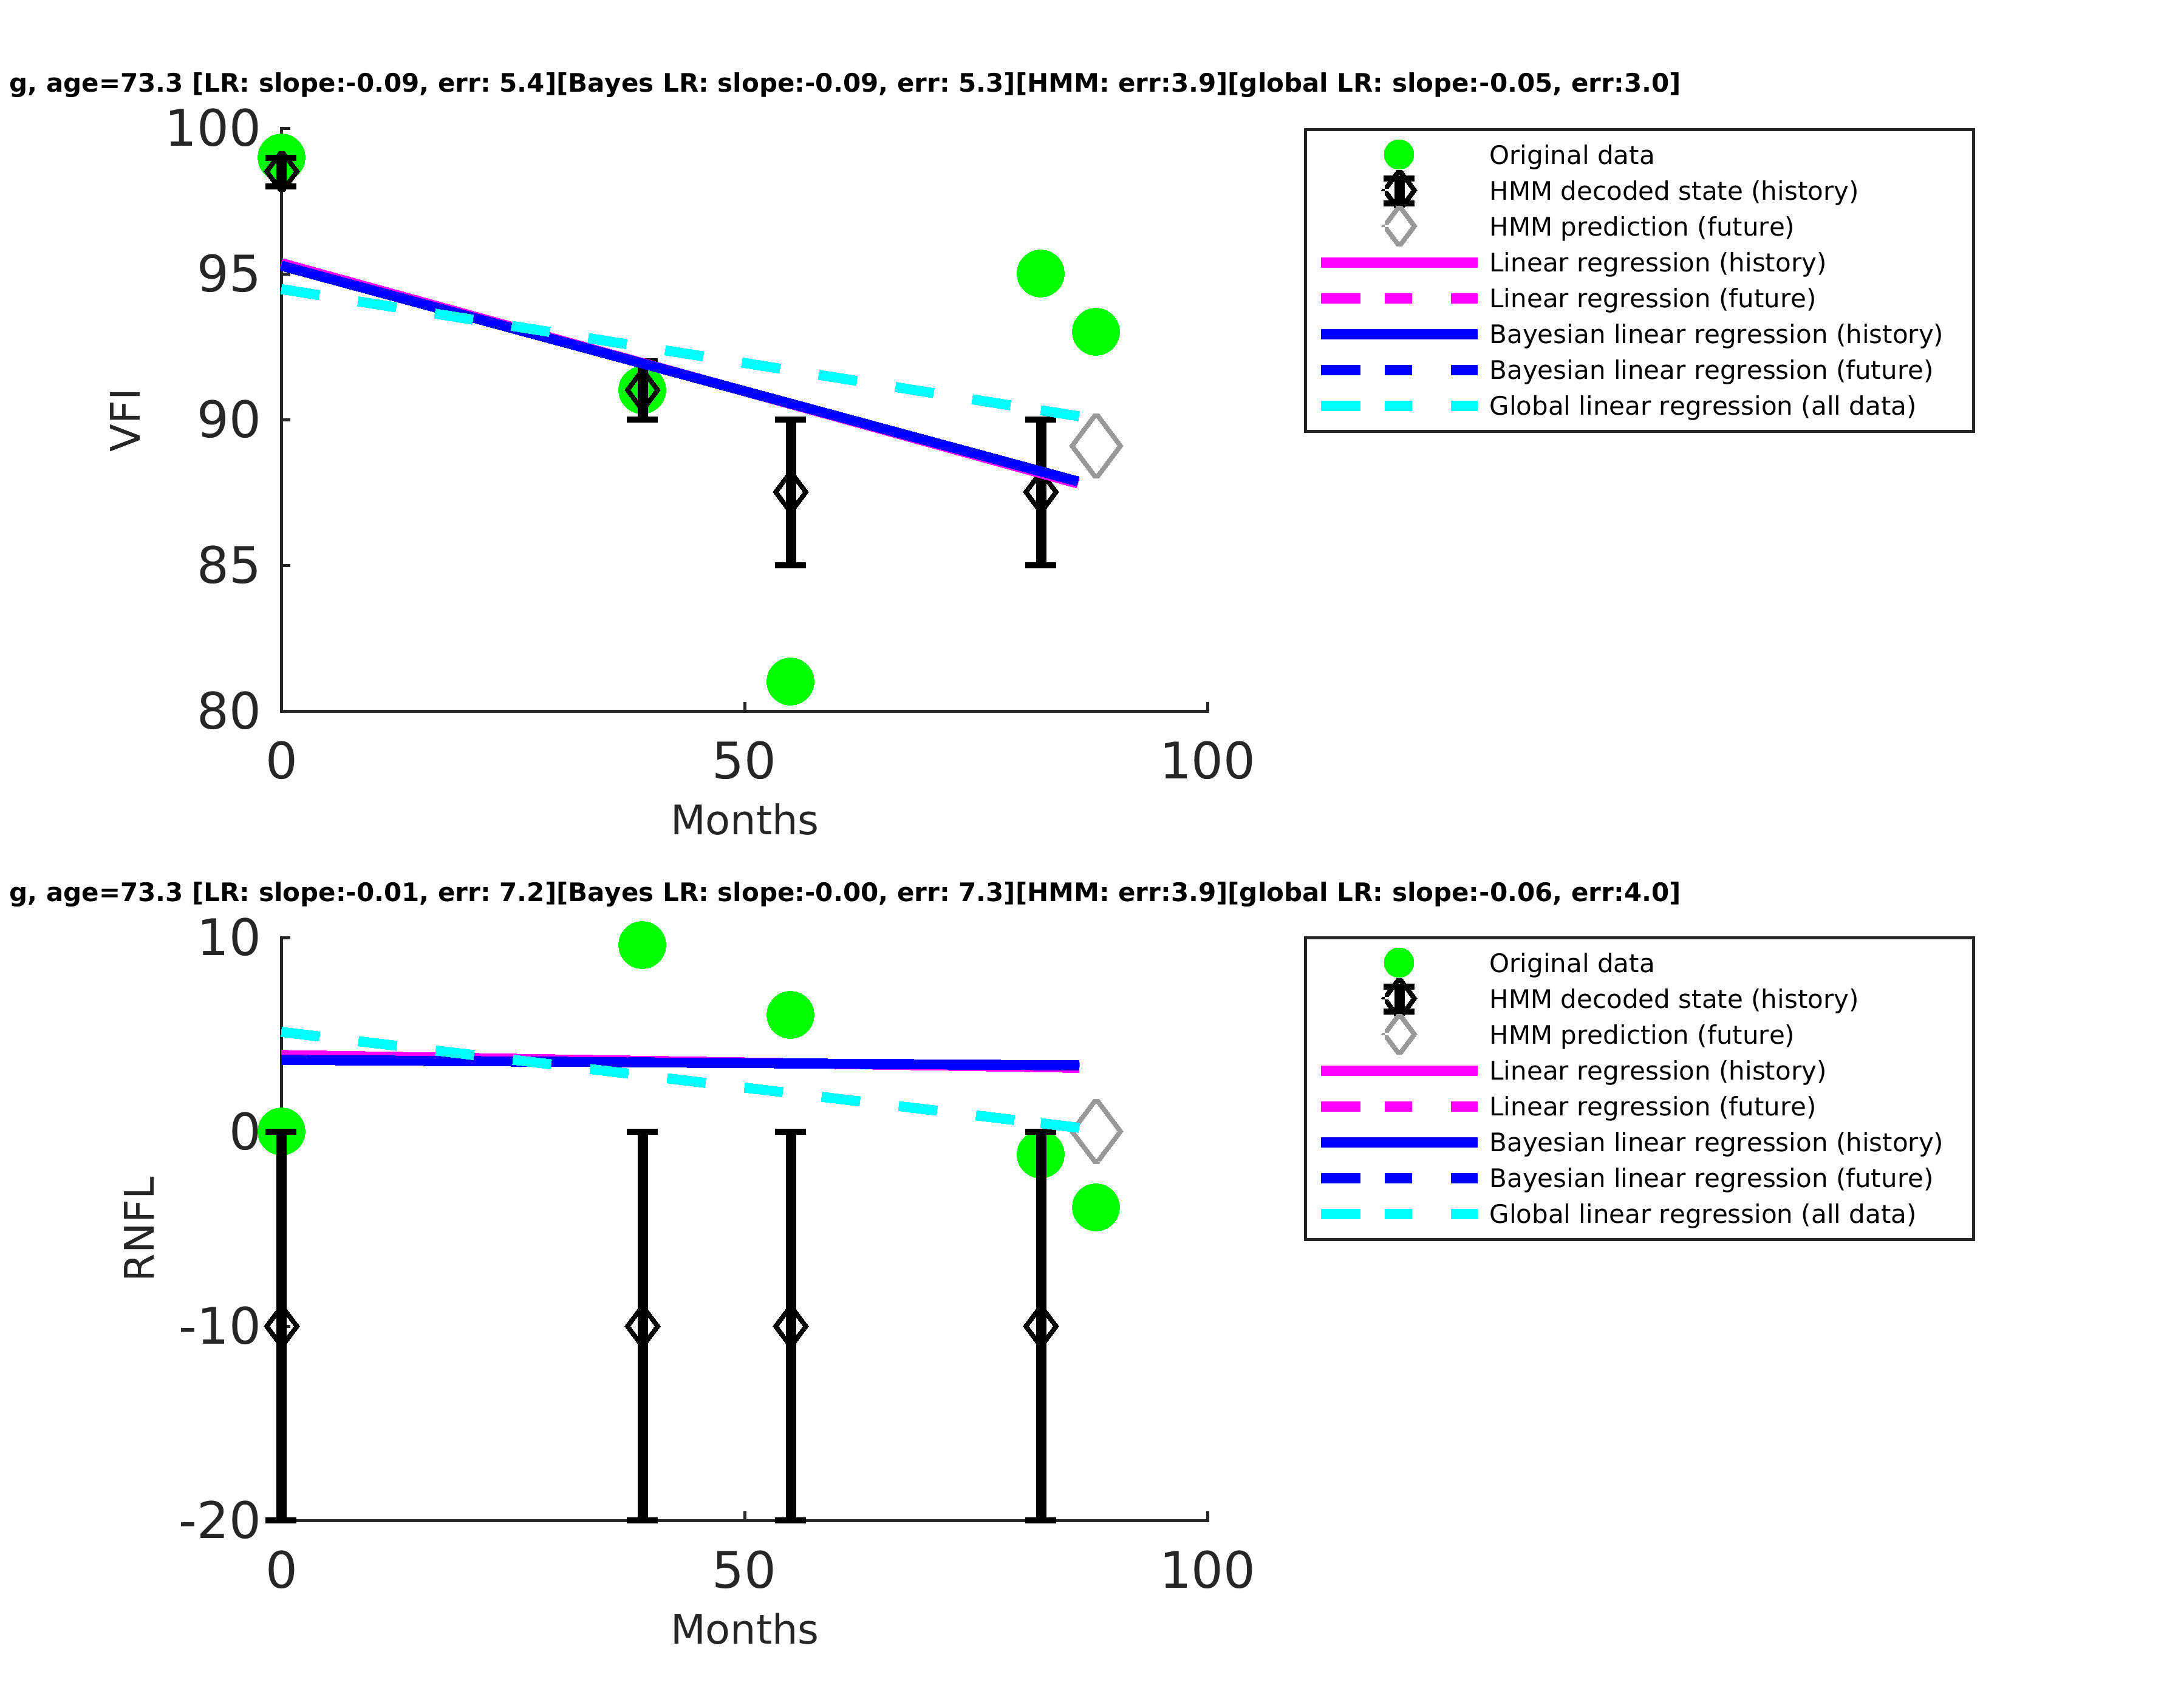 g, age=73.3 [LR: slope:-0.09, err: 5.4][Bayes LR: slope:-0.09, err: 5.3][HMM: err:3.9][global LR: slope:-0.05, err:3.0]
100
95
90
85
80
VFI
0 50 100
Months
Original data
HMM decoded state (history)
HMM prediction (future)
Linear regression (history)
Linear regression (future)
Bayesian linear regression (history)
Bayesian linear regression (future)
Global linear regression (all data)
g, age=73.3 [LR: slope:-0.01, err: 7.2][Bayes LR: slope:-0.00, err: 7.3][HMM: err:3.9][global LR: slope:-0.06, err:4.0]
10
0
-10
-20
RNFL
0 50 100
Months
Original data
HMM decoded state (history)
HMM prediction (future)
Linear regression (history)
Linear regression (future)
Bayesian linear regression (history)
Bayesian linear regression (future)
Global linear regression (all data)